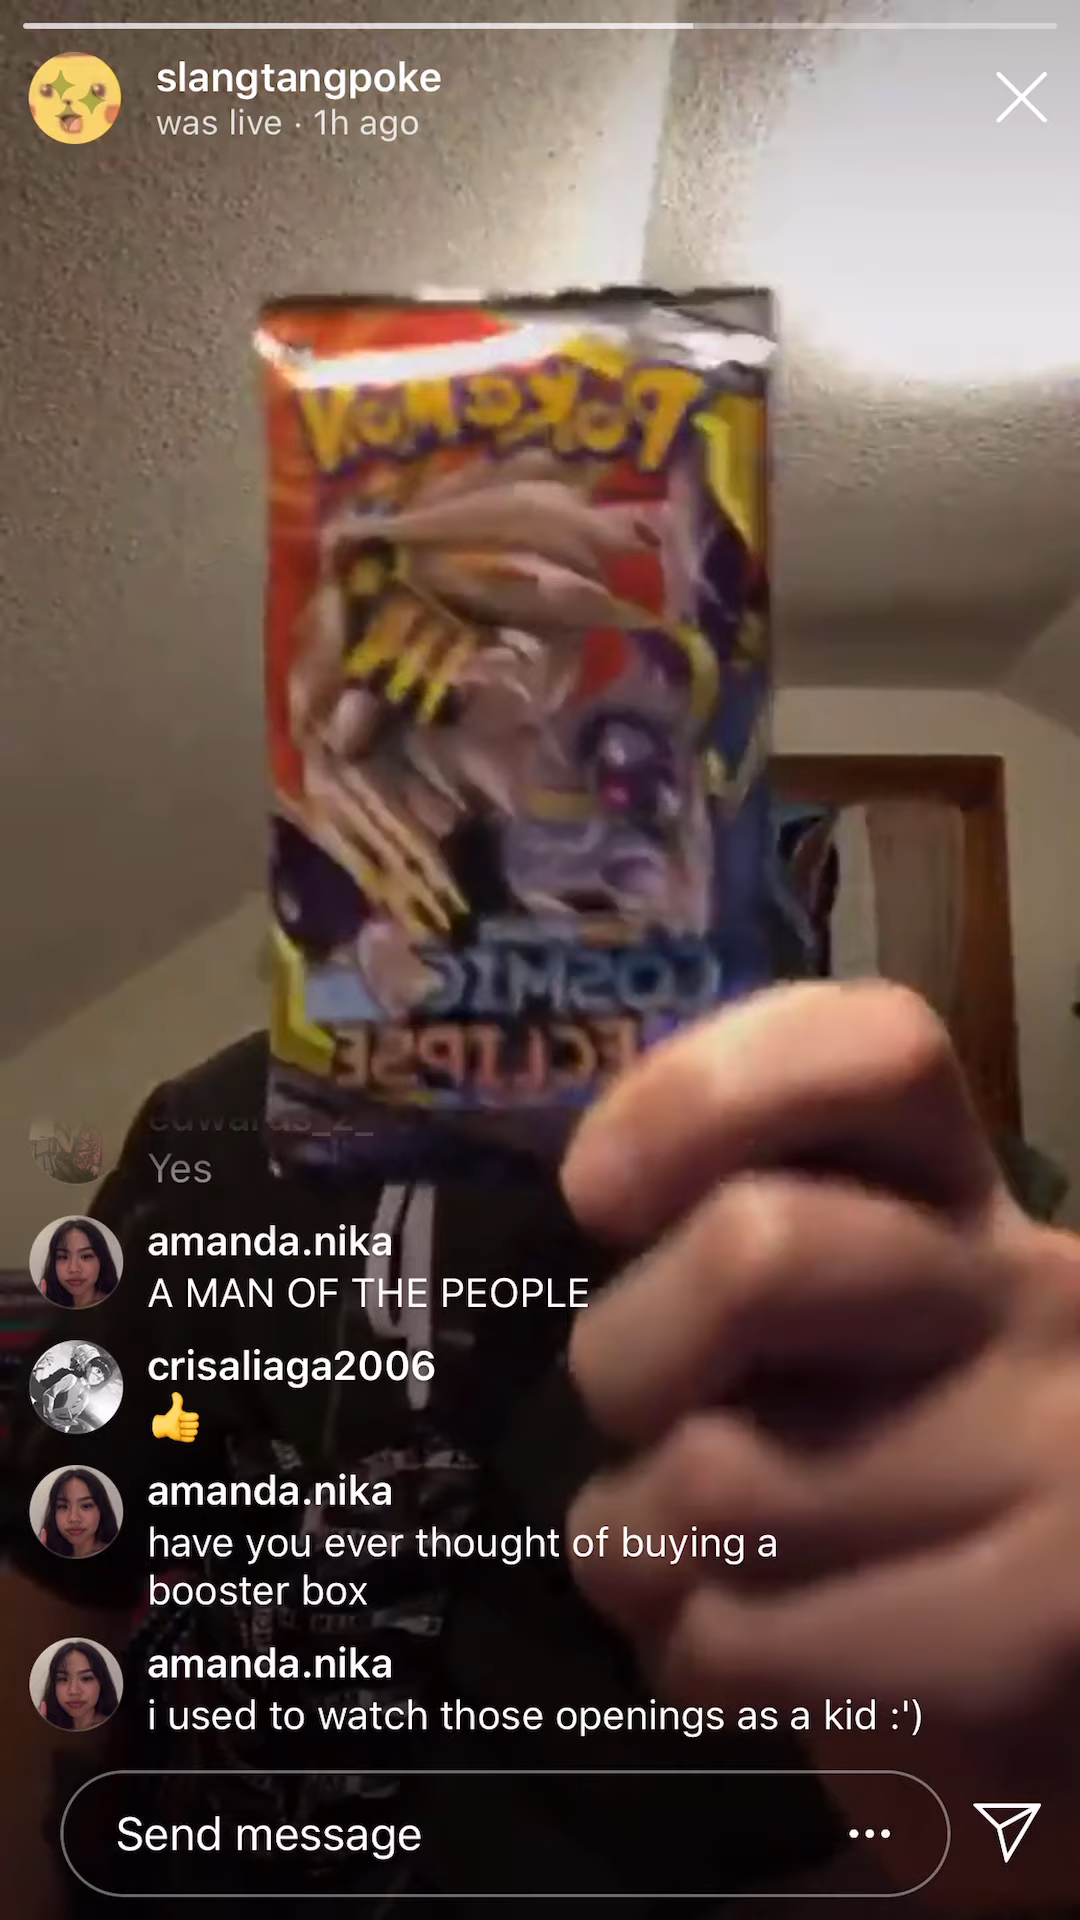 slangtangpoke
was live · 1h ago
POKéMON
COSMIC
ECLIPSE
edwards_z_
Yes
amanda.nika
A MAN OF THE PEOPLE
crisaliaga2006
👍
amanda.nika
have you ever thought of buying a
booster box
amanda.nika
i used to watch those openings as a kid :')
Send message